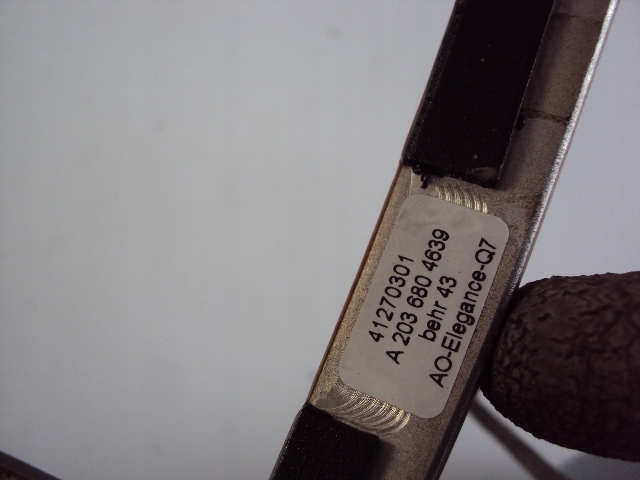 41270301
A 203 680 4639
behr 43
AO-Elegance-Q7